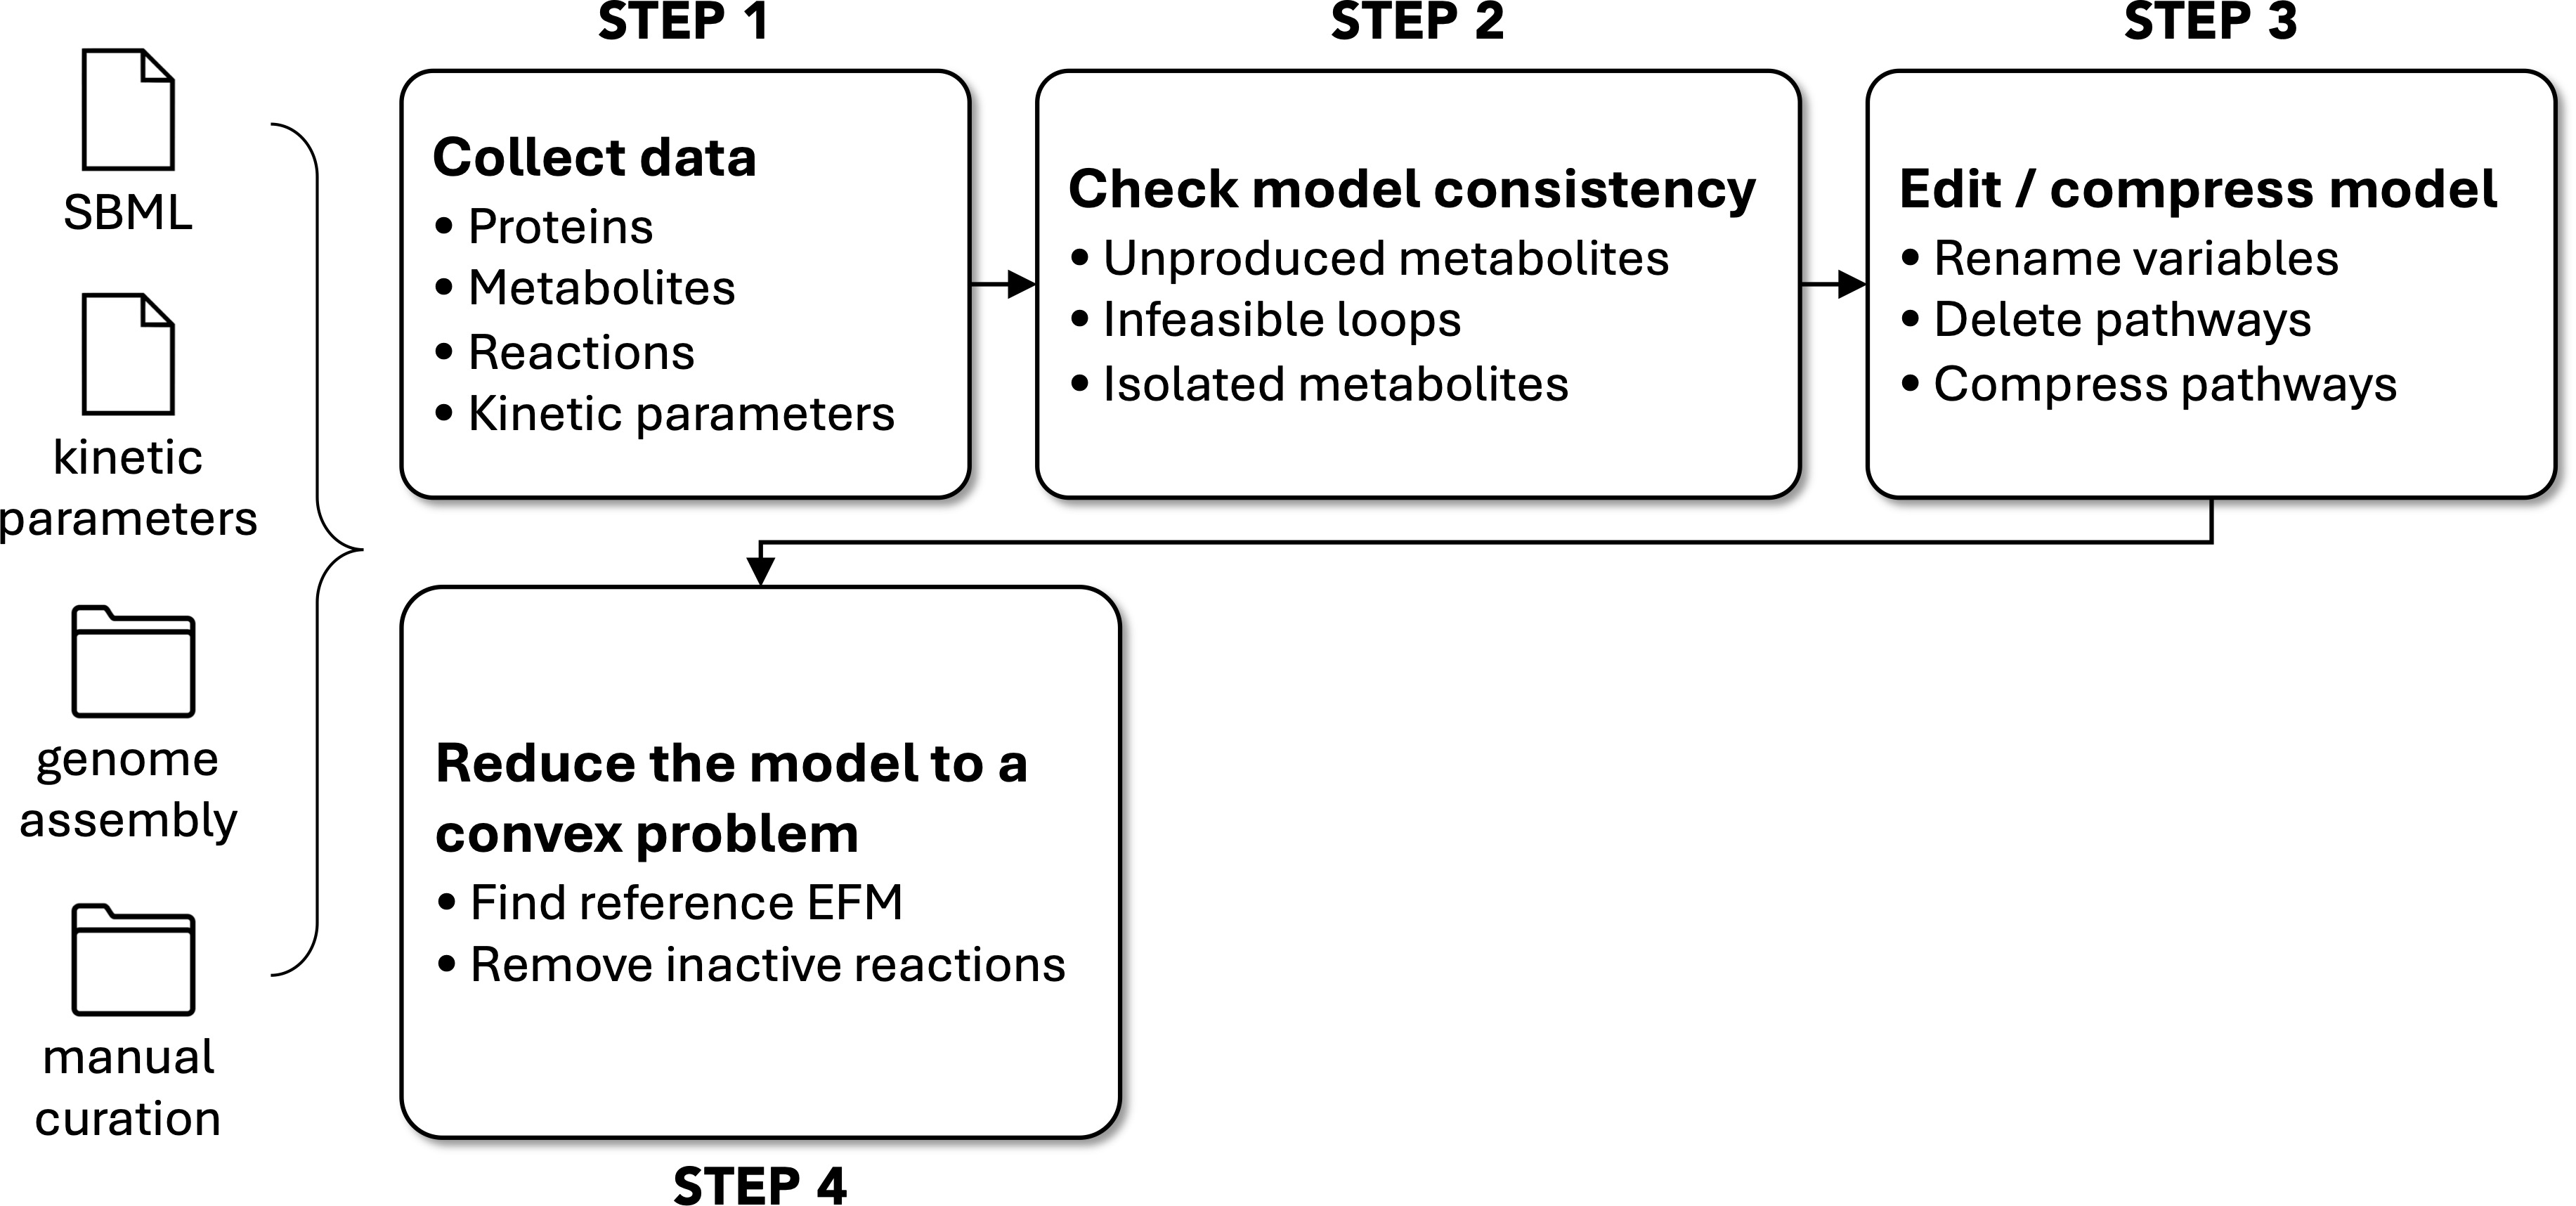 SBML
kinetic
parameters
genome
assembly
manual
curation
STEP 1
Collect data
• Proteins
• Metabolites
• Reactions
• Kinetic parameters
STEP 2
Check model consistency
• Unproduced metabolites
• Infeasible loops
• Isolated metabolites
STEP 3
Edit / compress model
• Rename variables
• Delete pathways
• Compress pathways
Reduce the model to a
convex problem
• Find reference EFM
• Remove inactive reactions
STEP 4